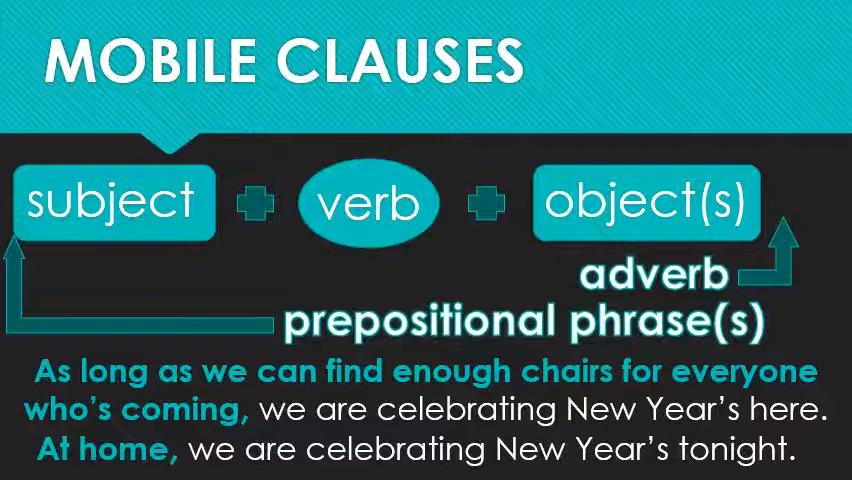 MOBILE CLAUSES
subject + verb + object(s)
adverb
prepositional phrase(s)
As long as we can find enough chairs for everyone
who's coming, we are celebrating New Year's here.
At home, we are celebrating New Year's tonight.